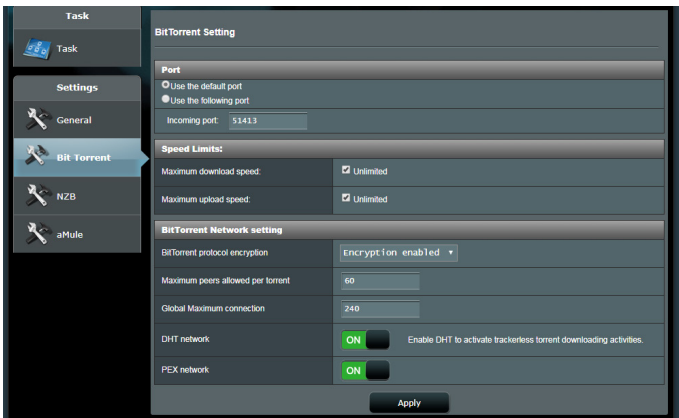 Task
Task
Settings
General
Bit Torrent
NZB
aMule
BitTorrent Setting
Port
Use the default port
Use the following port
Incoming port: 51413
Speed Limits:
Maximum download speed: Unlimited
Maximum upload speed: Unlimited
BitTorrent Network setting
BitTorrent protocol encryption Encryption enabled
Maximum peers allowed per torrent 60
Global Maximum connection 240
DHT network ON Enable DHT to activate trackerless torrent downloading activities.
PEX network ON
Apply